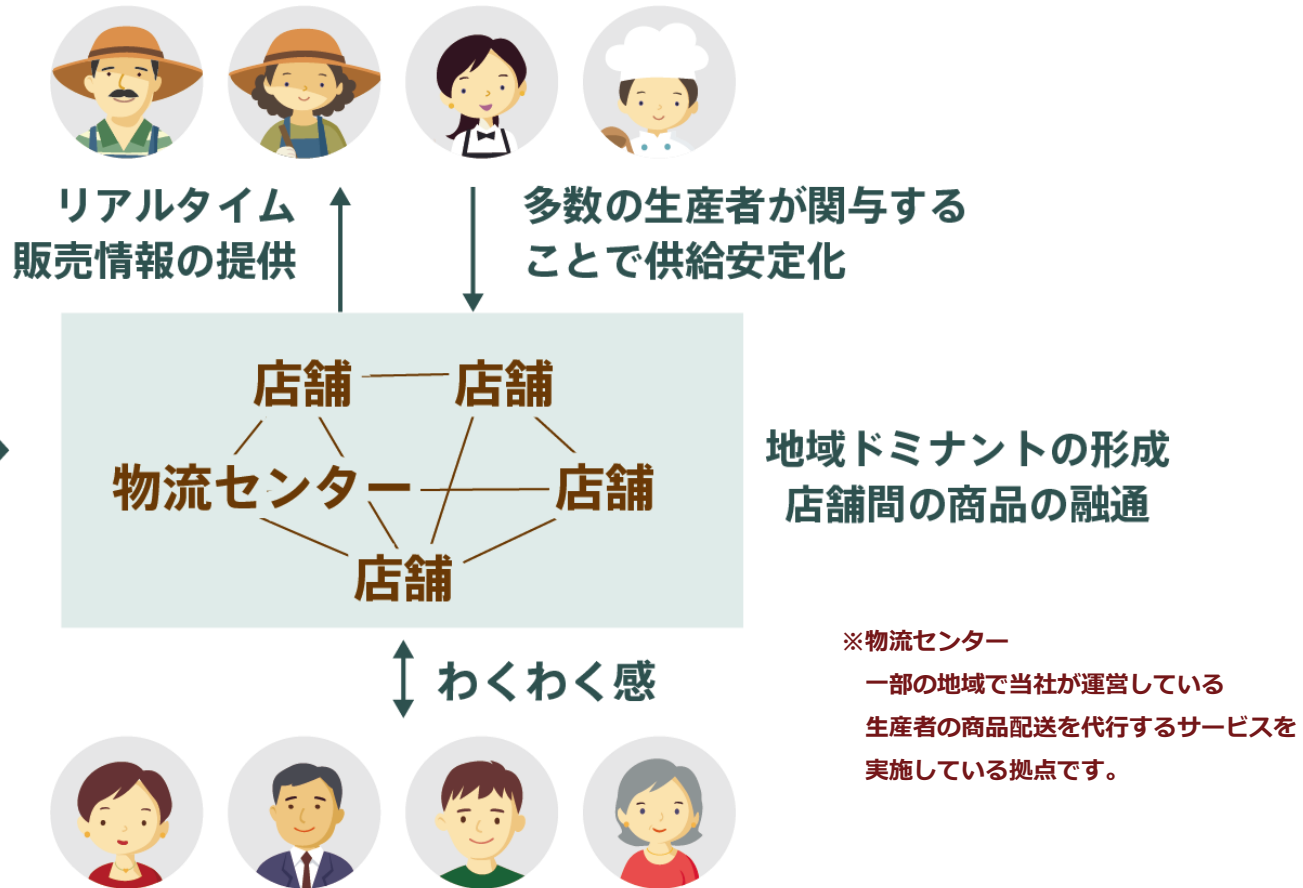 リアルタイム
販売情報の提供
多数の生産者が関与する
ことで供給安定化
店舗
店舗
物流センター
店舗
店舗
地域ドミナントの形成
店舗間の商品の融通
わくわく感
※物流センター
一部の地域で当社が運営している
生産者の商品配送を代行するサービスを
実施している拠点です。